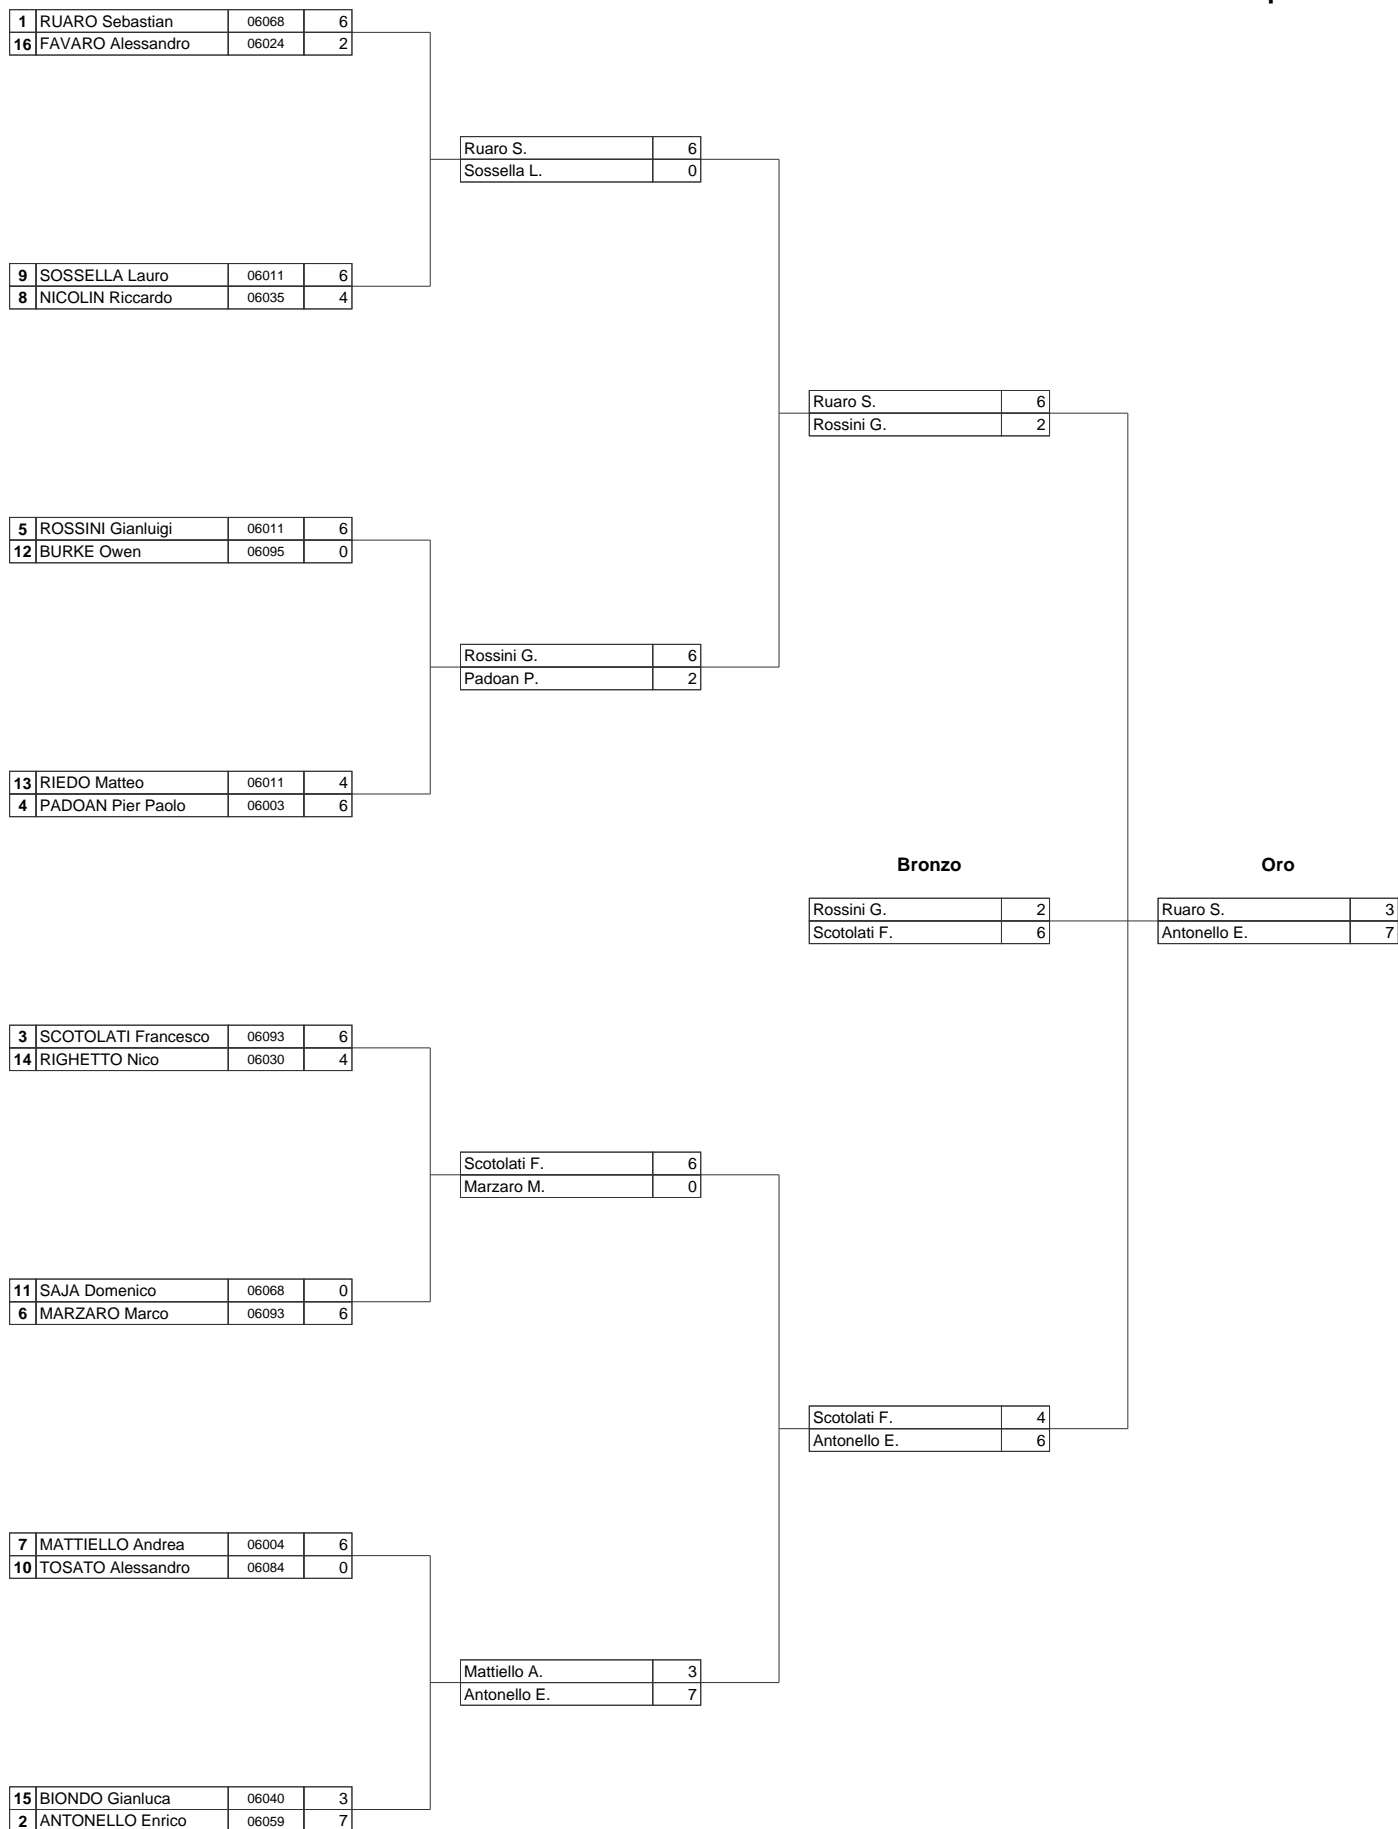 1 RUARO Sebastian 06068 6
16 FAVARO Alessandro 06024 2
Ruaro S. 6
Sossella L. 0
9 SOSSELLA Lauro 06011 6
8 NICOLIN Riccardo 06035 4
Ruaro S. 6
Rossini G. 2
5 ROSSINI Gianluigi 06011 6
12 BURKE Owen 06095 0
Rossini G. 6
Padoan P. 2
13 RIEDO Matteo 06011 4
4 PADOAN Pier Paolo 06003 6
Bronzo Oro
Rossini G. 2 Ruaro S. 3
Scotolati F. 6 Antonello E. 7
3 SCOTOLATI Francesco 06093 6
14 RIGHETTO Nico 06030 4
Scotolati F. 6
Marzaro M. 0
11 SAJA Domenico 06068 0
6 MARZARO Marco 06093 6
Scotolati F. 4
Antonello E. 6
7 MATTIELLO Andrea 06004 6
10 TOSATO Alessandro 06084 0
Mattiello A. 3
Antonello E. 7
15 BIONDO Gianluca 06040 3
2 ANTONELLO Enrico 06059 7